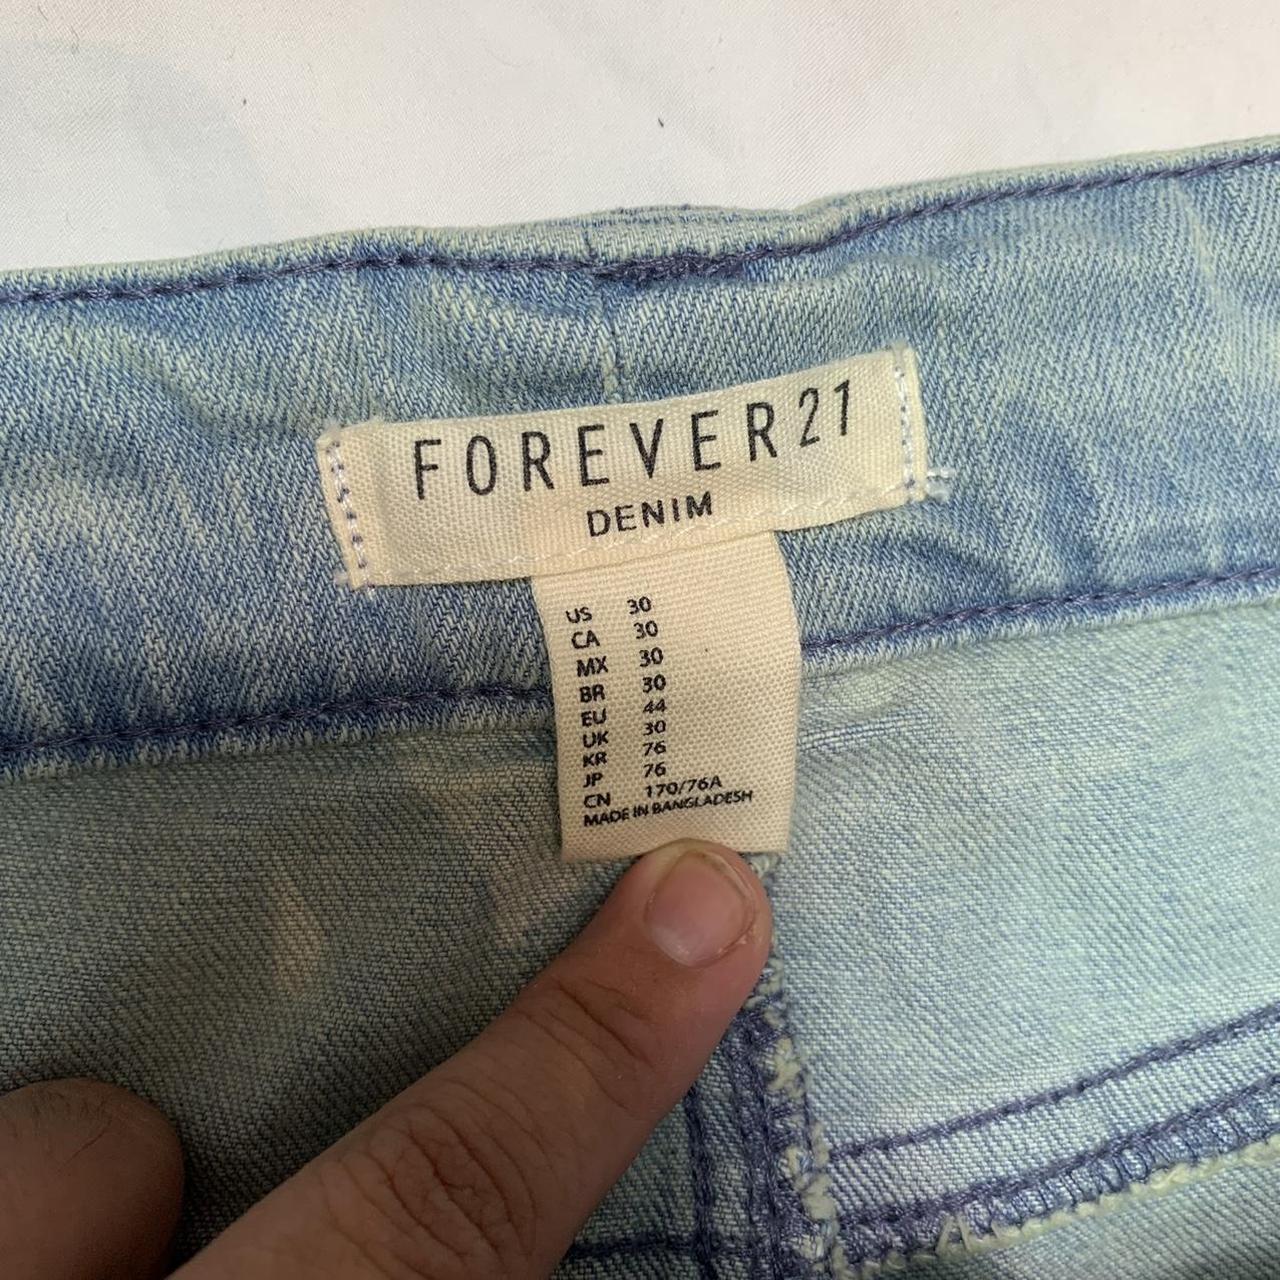 FOREVER21
DENIM
US 30
CA 30
MX 30
BR 30
EU 44
UK 30
KR 76
JP 76
CN 170/76A
MADE IN BANGLADESH